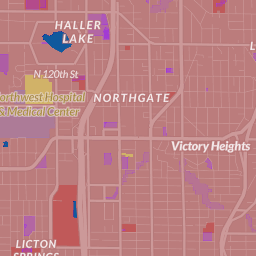 HALLER
LAKE
L
N 120th St
Northwest Hospital
& Medical Center
NORTHGATE
Victory Heights
LICTON
SPRINGS